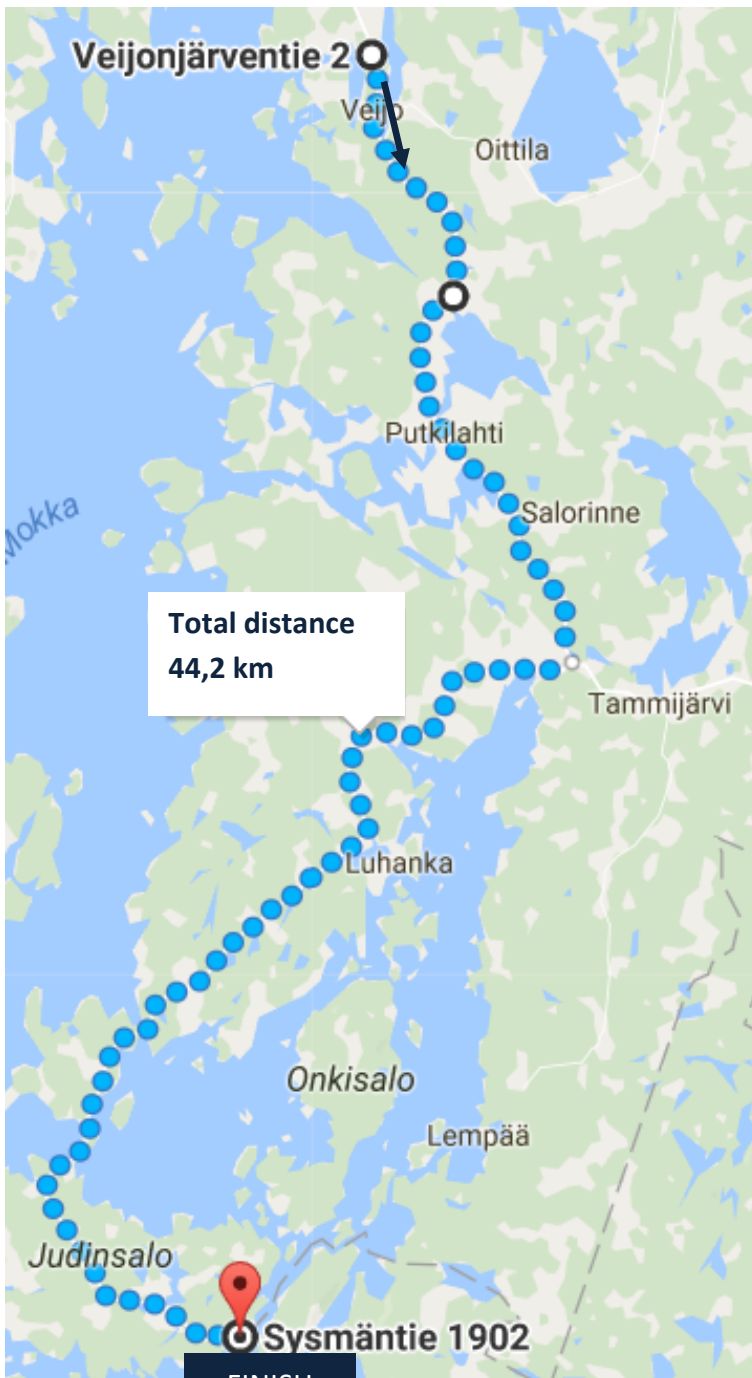 Veijonjärventie 2
Veijo
Oittila
Putkilahti
Mokka
Salorinne
Total distance
44,2 km
Tammijärvi
Luhanka
Onkisalo
Lempää
Judinsalo
Sysmäntie 1902
FINISH